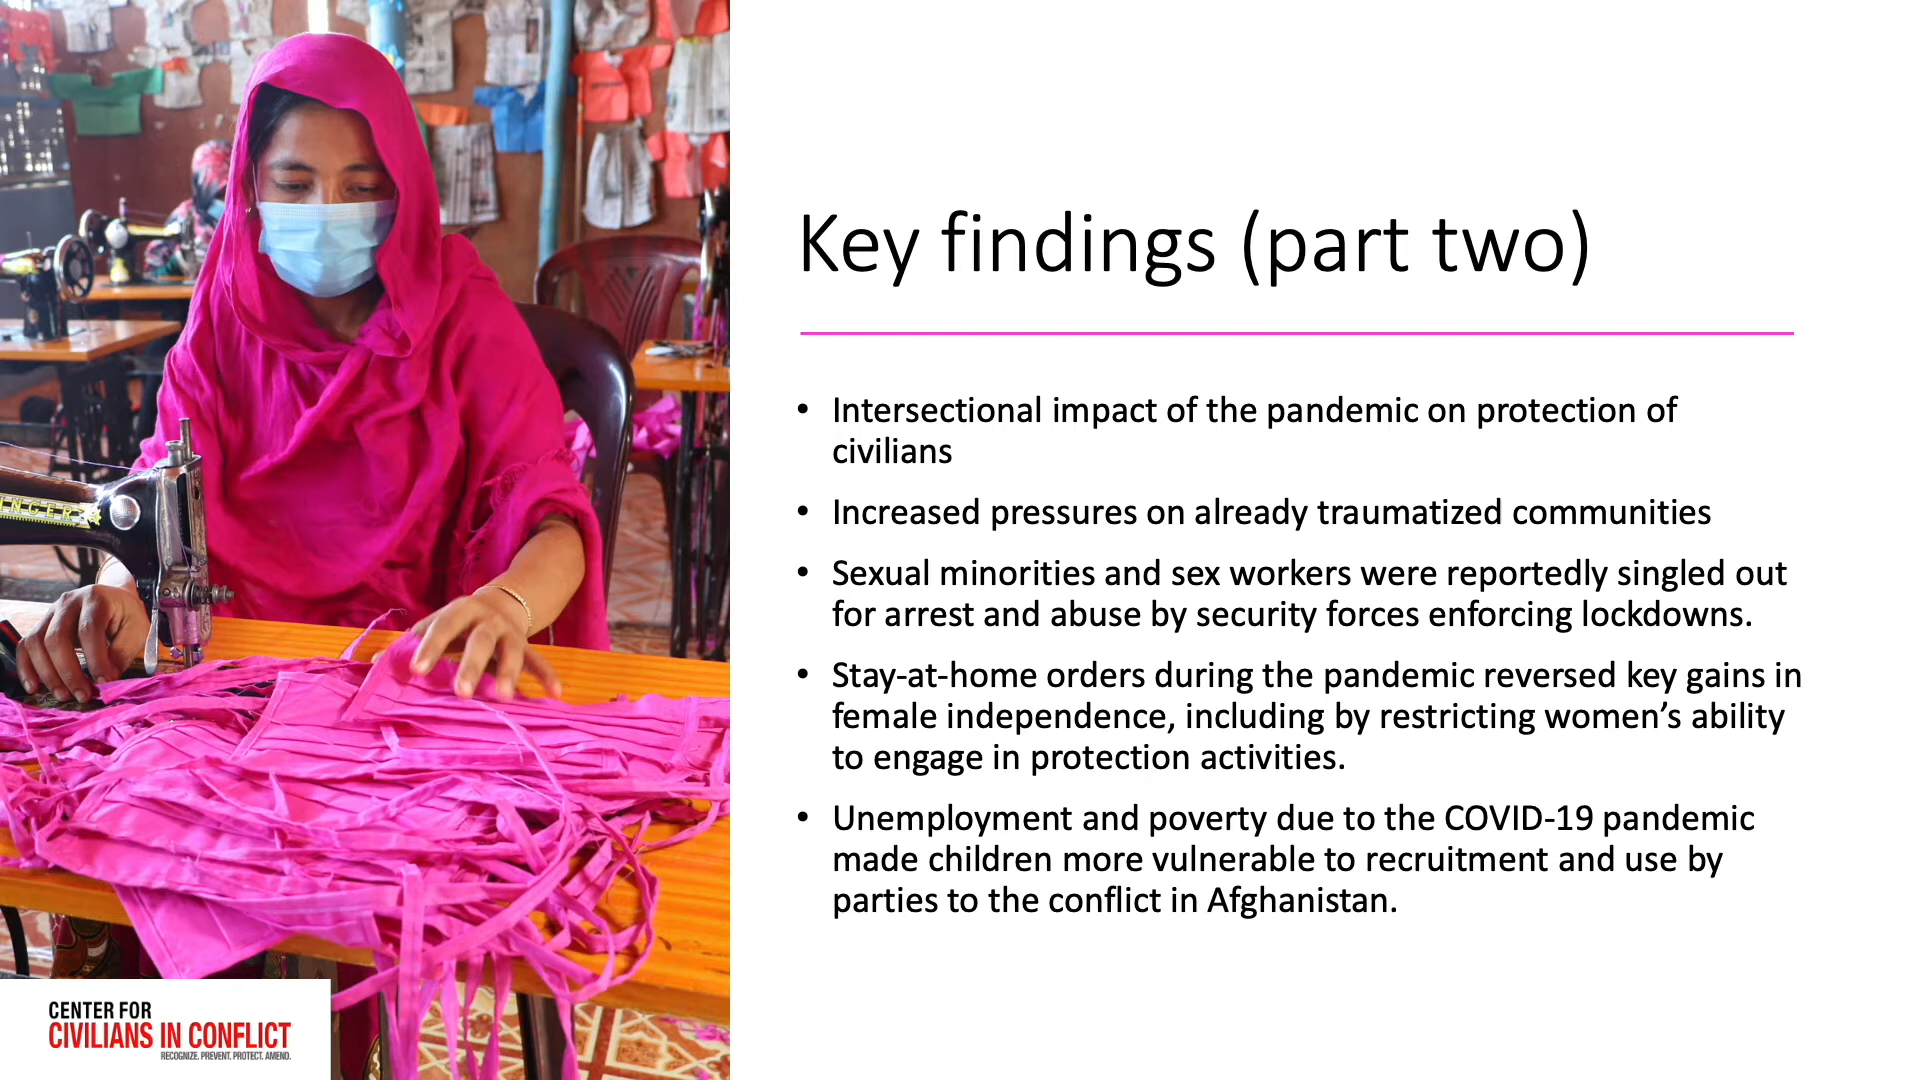 Key findings (part two)
• Intersectional impact of the pandemic on protection of
civilians
• Increased pressures on already traumatized communities
• Sexual minorities and sex workers were reportedly singled out
for arrest and abuse by security forces enforcing lockdowns.
• Stay-at-home orders during the pandemic reversed key gains in
female independence, including by restricting women’s ability
to engage in protection activities.
• Unemployment and poverty due to the COVID-19 pandemic
made children more vulnerable to recruitment and use by
parties to the conflict in Afghanistan.
INGER
CENTER FOR
CIVILIANS IN CONFLICT
RECOGNIZE. PREVENT. PROTECT. AMEND.